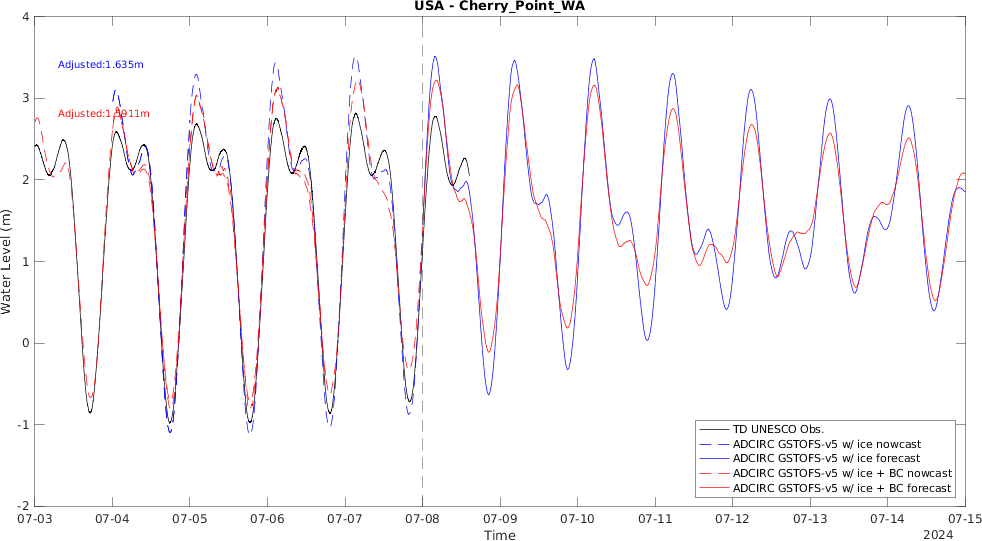 USA - Cherry_Point_WA
4
3
2
1
0
-1
-2
Water Level (m)
Adjusted:1.635m
Adjusted:1.5911m
TD UNESCO Obs.
ADCIRC GSTOFS-v5 w/ ice nowcast
ADCIRC GSTOFS-v5 w/ ice forecast
ADCIRC GSTOFS-v5 w/ ice + BC nowcast
ADCIRC GSTOFS-v5 w/ ice + BC forecast
07-03 07-04 07-05 07-06 07-07 07-08 07-09 07-10 07-11 07-12 07-13 07-14 07-15
Time
2024